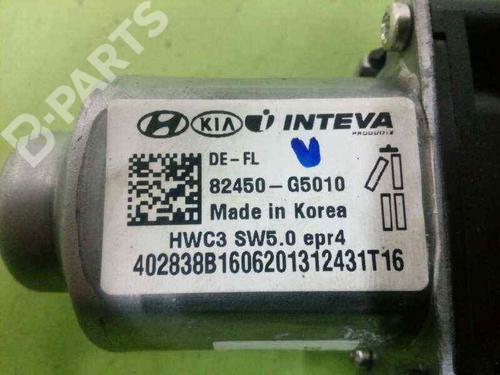 B-PARTS
HYUNDAI KIA INTEVA
PRODUCTS
DE-FL
82450-G5010
Made in Korea
HWC3 SW5.0 epr4
402838B1606201312431T16